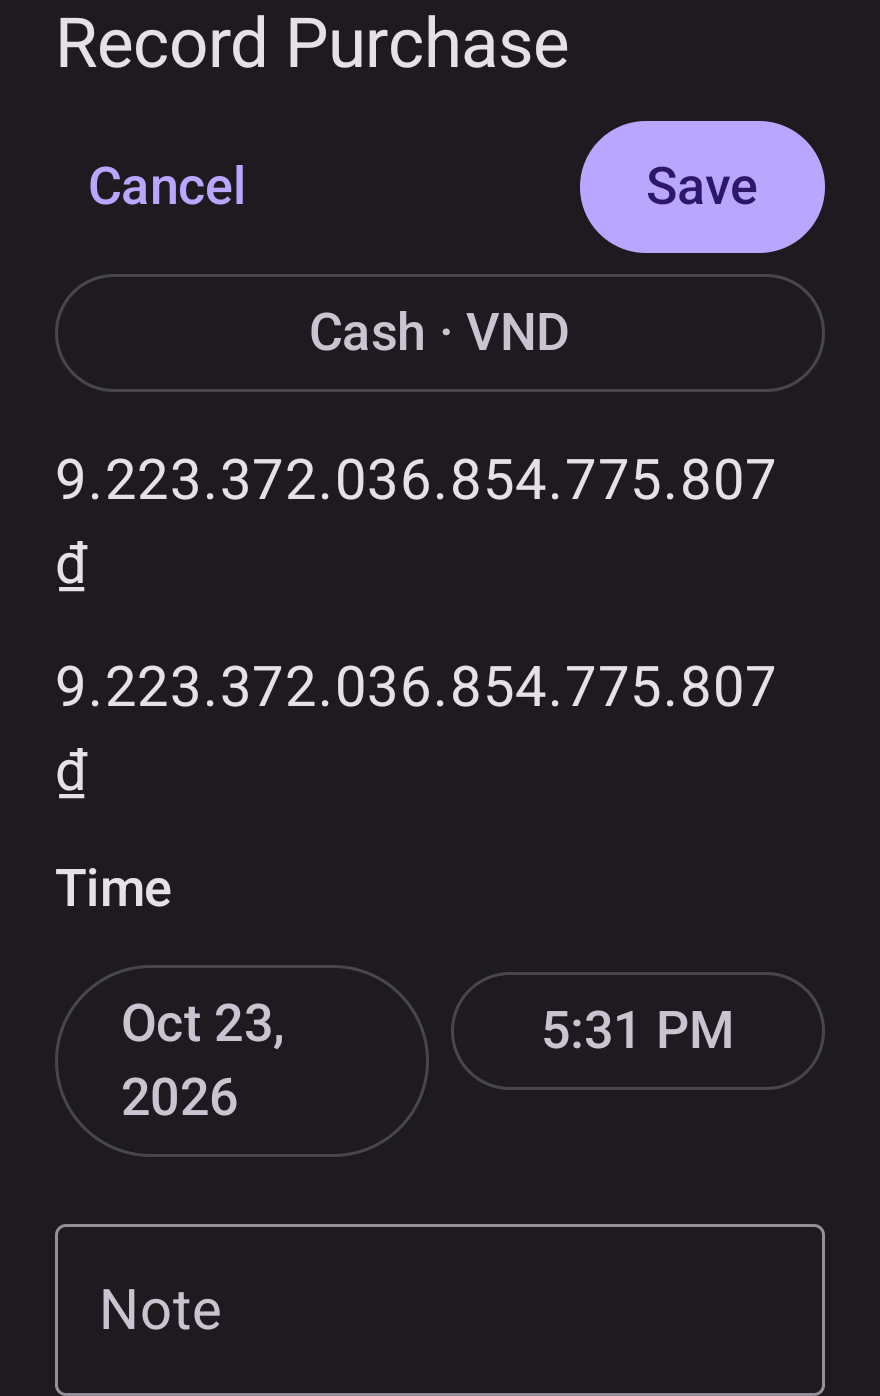 Record Purchase
Cancel
Save
Cash · VND
9.223.372.036.854.775.807
₫
9.223.372.036.854.775.807
₫
Time
Oct 23,
2026
5:31 PM
Note